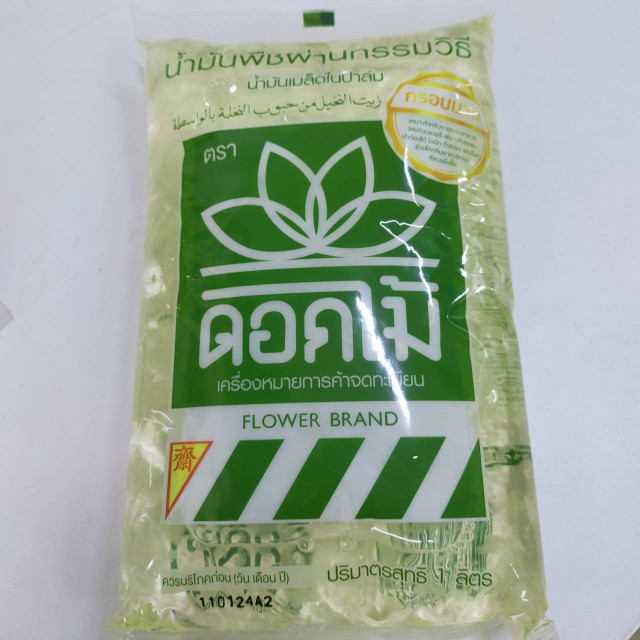 น้ำมันพืชผ่านกรรมวิธี
น้ำมันเมล็ดในปาล์ม
زيت النخيل من حبوب النخلة بالواسطة
ตรา
ดอกไม้
เครื่องหมายการค้าจดทะเบียน
FLOWER BRAND
齋
ควรบริโภคก่อน (วัน เดือน ปี)
110124A2
ปริมาตรสุทธิ 1 ลิตร